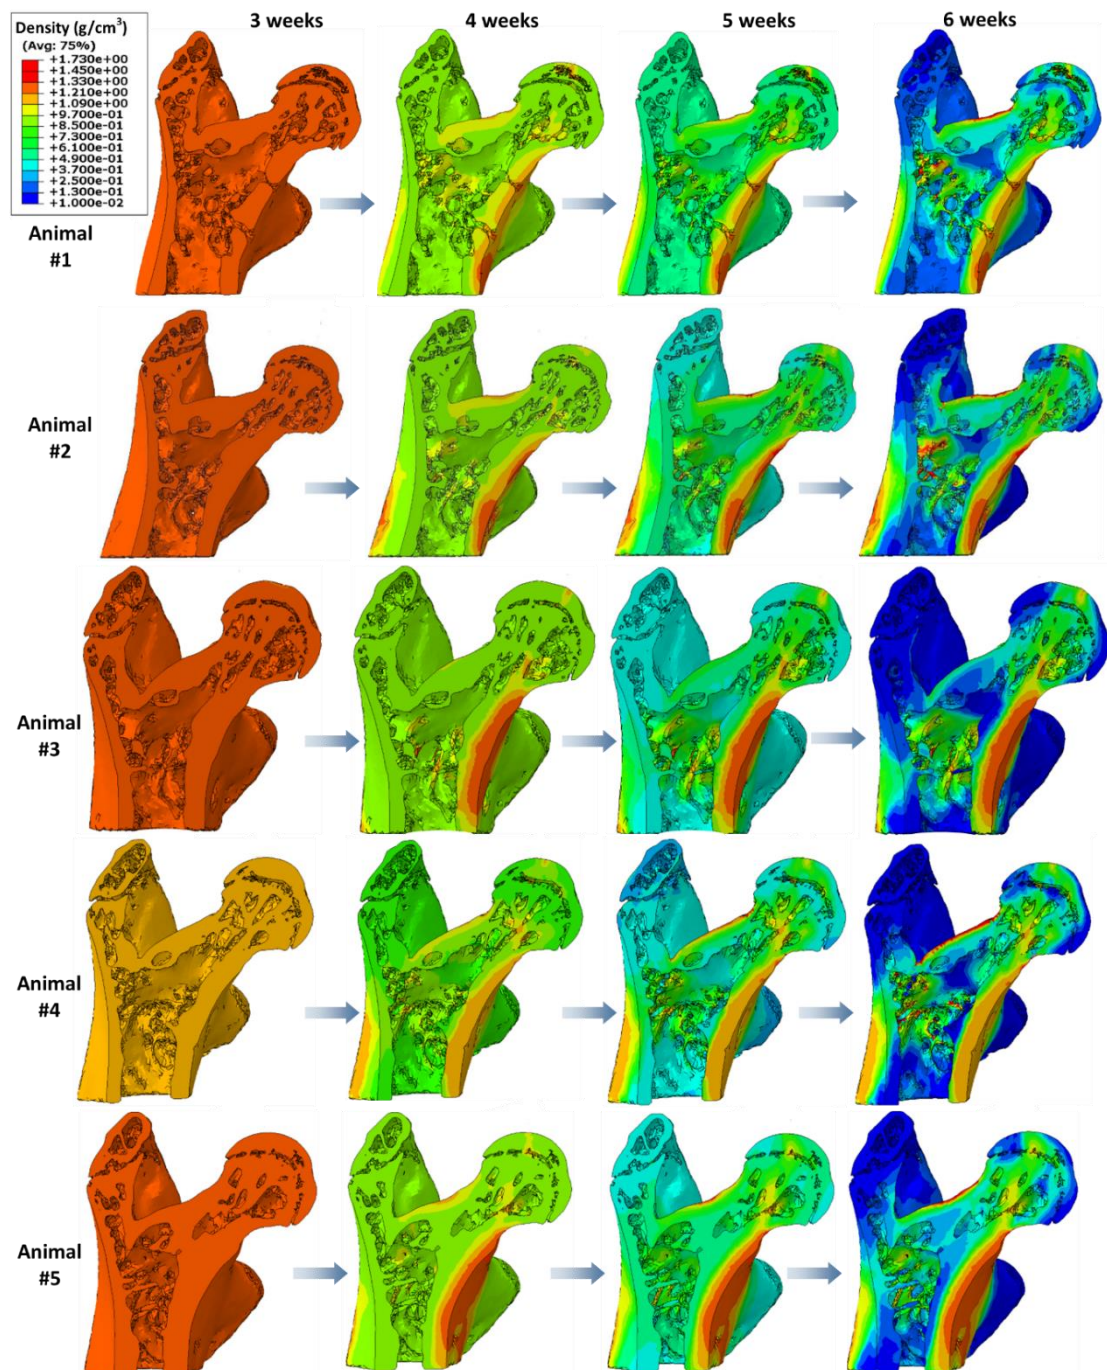 3 weeks
4 weeks
5 weeks
6 weeks
Density (g/cm³)
(Avg: 75%)
+1.730e+00
+1.450e+00
+1.330e+00
+1.210e+00
+1.090e+00
+9.700e-01
+8.500e-01
+7.300e-01
+6.100e-01
+4.900e-01
+3.700e-01
+2.500e-01
+1.300e-01
+1.000e-02
Animal
#1
Animal
#2
Animal
#3
Animal
#4
Animal
#5